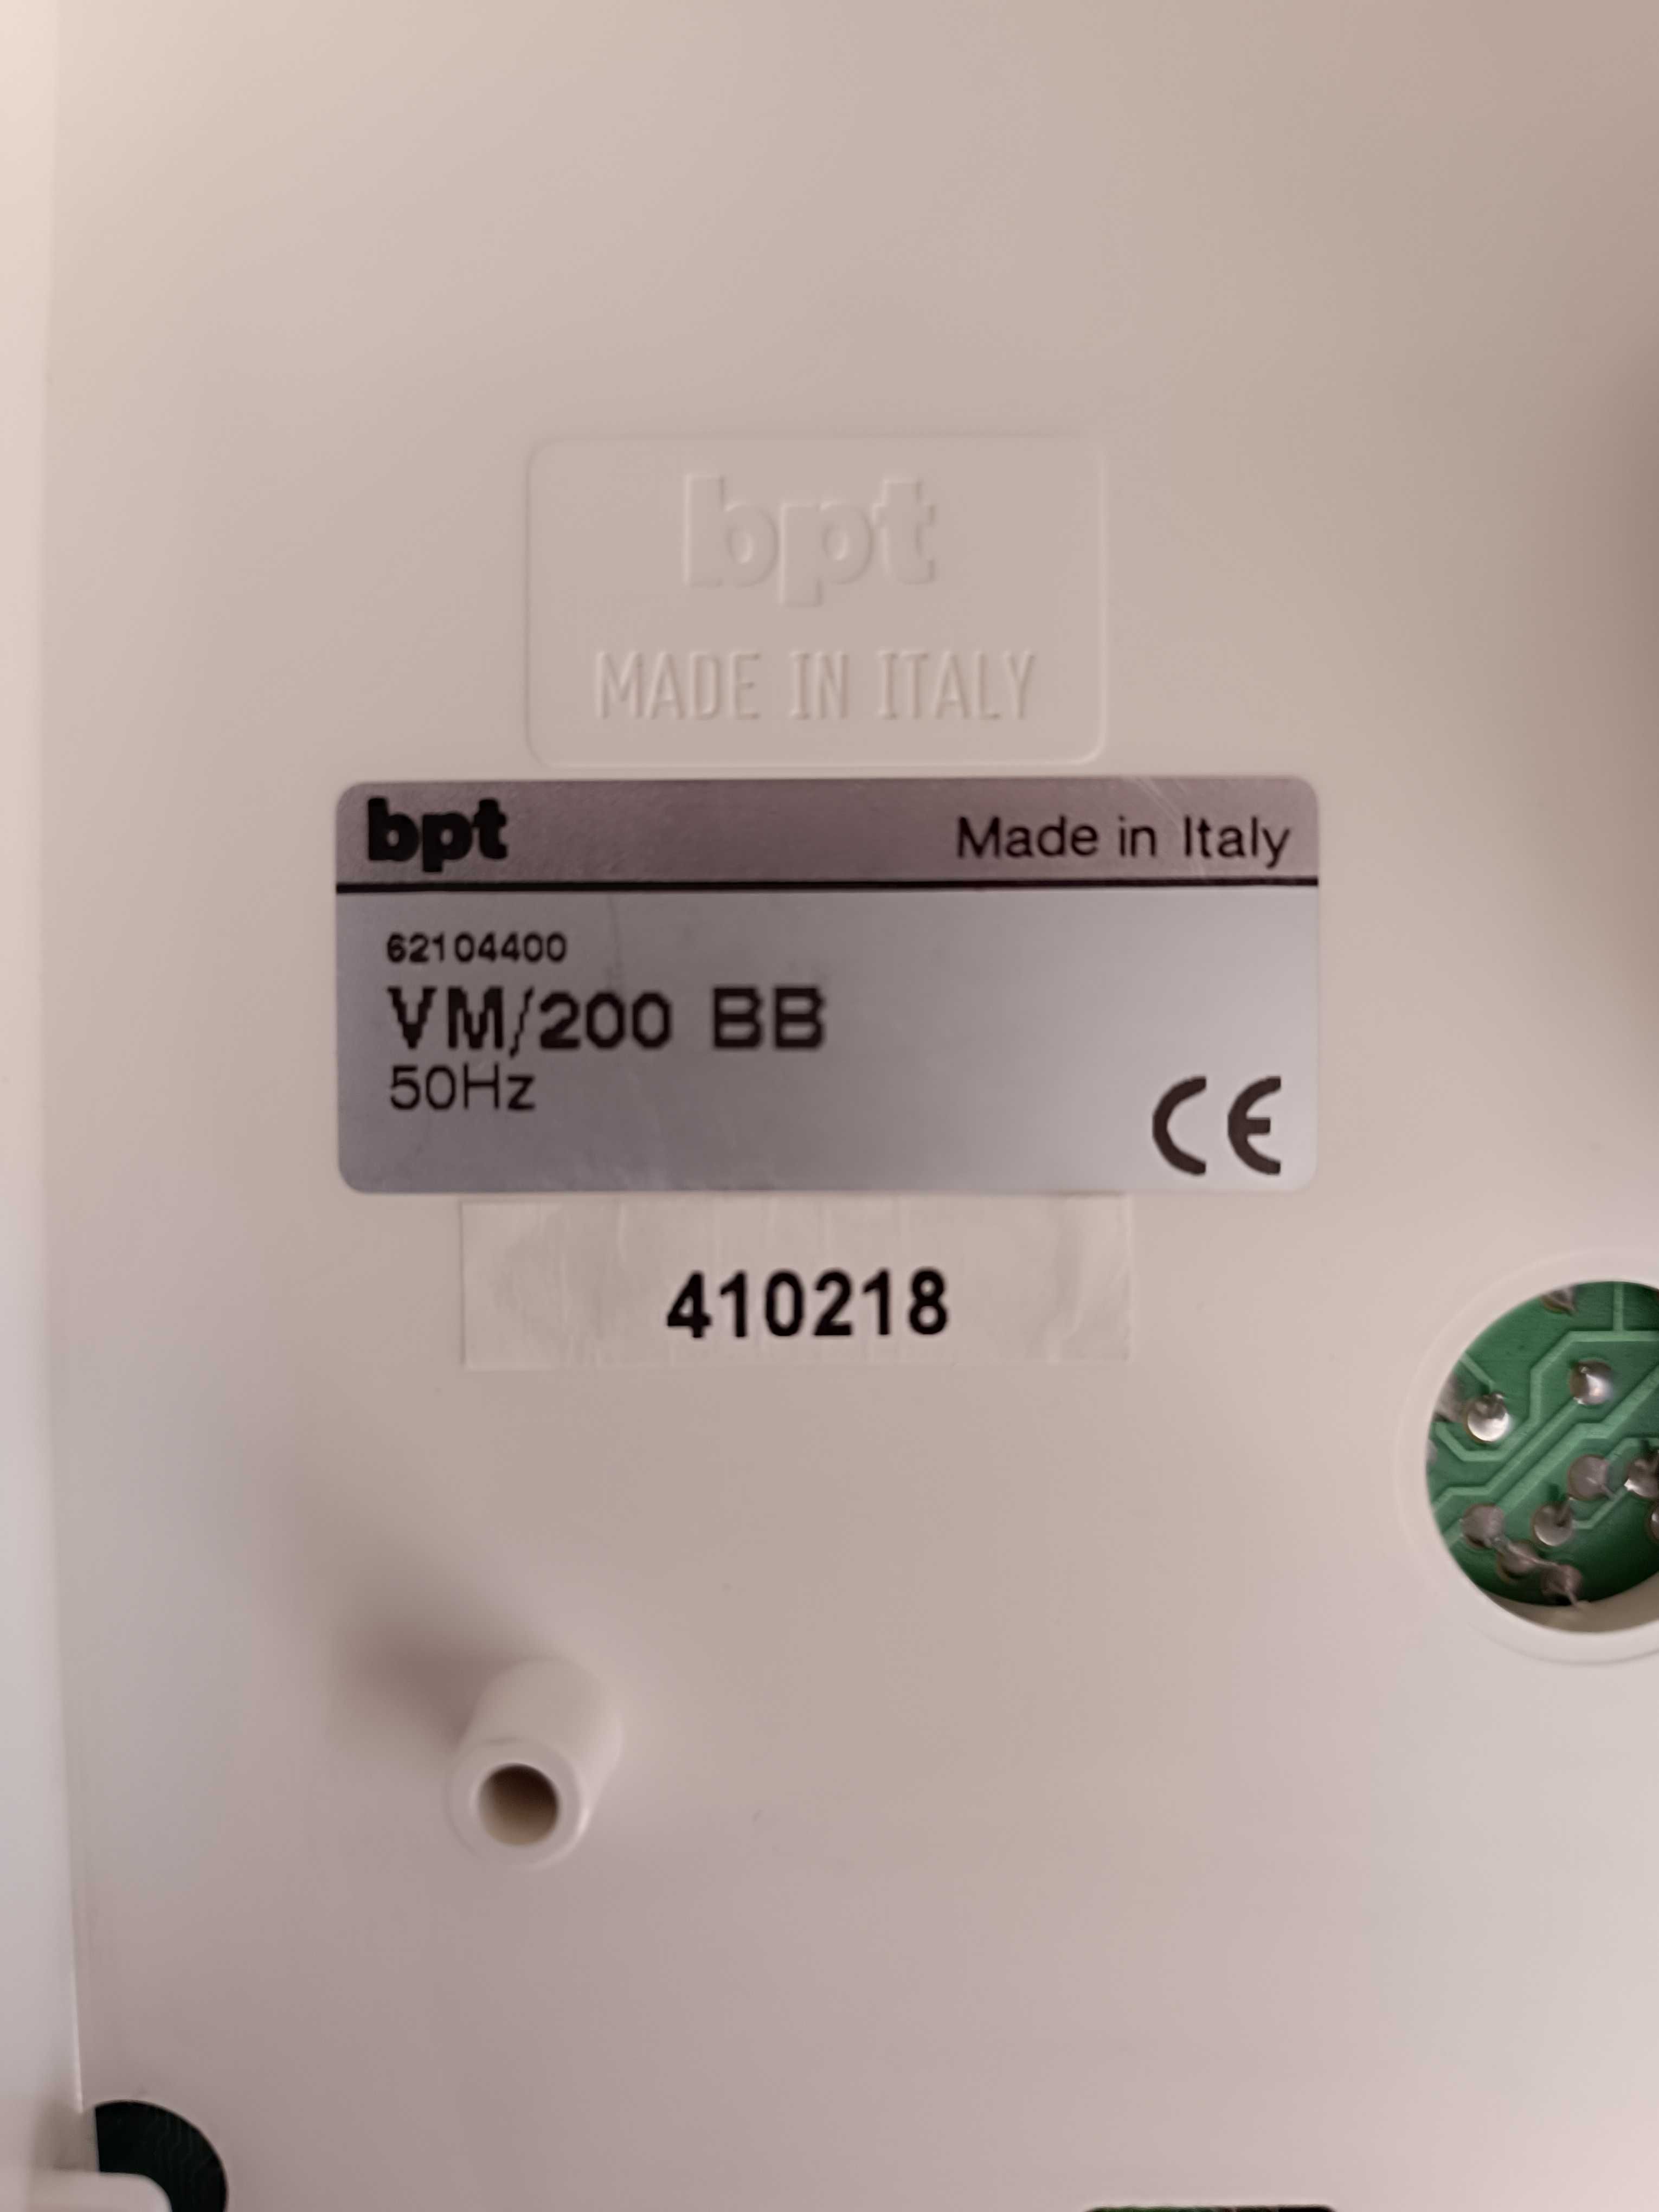 bpt
MADE IN ITALY
bpt Made in Italy
62104400
VM/200 BB
50Hz
CE
410218